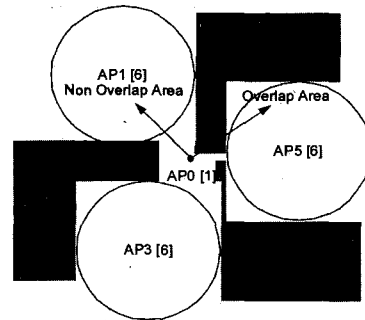 AP1 [6]
Non Overlap Area
Overlap Area
AP5 [6]
AP0 [1]
AP3 [6]